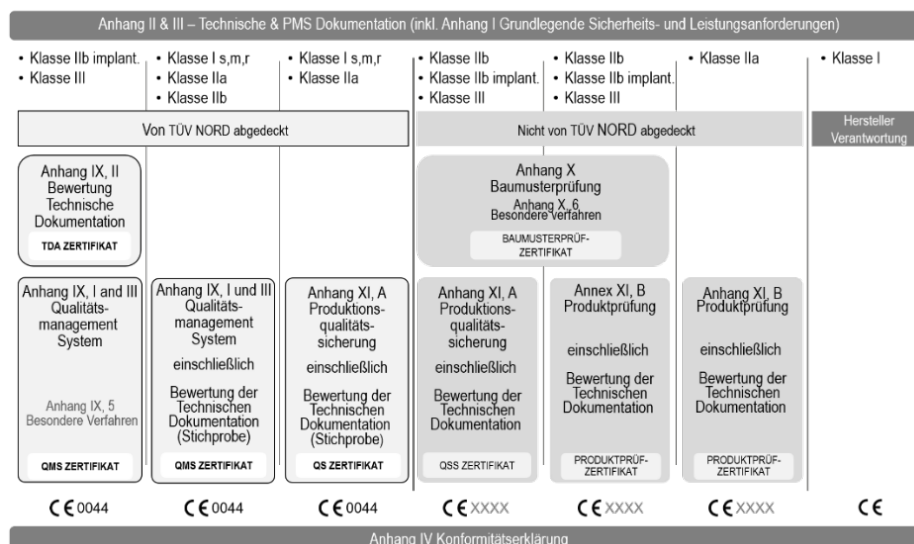 Anhang II & III – Technische & PMS Dokumentation (inkl. Anhang I Grundlegende Sicherheits- und Leistungsanforderungen)
• Klasse IIb implant.
• Klasse III
• Klasse I s,m,r
• Klasse IIa
• Klasse IIb
• Klasse I s,m,r
• Klasse IIa
• Klasse IIb
• Klasse IIb implant.
• Klasse III
• Klasse IIb
• Klasse IIb implant.
• Klasse III
• Klasse IIa
• Klasse I
Von TÜV NORD abgedeckt
Nicht von TÜV NORD abgedeckt
Hersteller
Verantwortung
Anhang IX, II
Bewertung
Technische
Dokumentation
TDA ZERTIFIKAT
Anhang X
Baumusterprüfung
Anhang X, 6
Besondere verfahren
BAUMUSTERPRÜF-
ZERTIFIKAT
Anhang IX, I and III
Qualitäts-
management
System
Anhang IX, 5
Besondere Verfahren
QMS ZERTIFIKAT
Anhang IX, I und III
Qualitäts-
management
System
einschließlich
Bewertung der
Technischen
Dokumentation
(Stichprobe)
QMS ZERTIFIKAT
Anhang XI, A
Produktions-
qualitäts-
sicherung
einschließlich
Bewertung der
Technischen
Dokumentation
(Stichprobe)
QS ZERTIFIKAT
Anhang XI, A
Produktions-
qualitäts-
sicherung
einschließlich
Bewertung der
Technischen
Dokumentation
QSS ZERTIFIKAT
Annex XI, B
Produktprüfung
einschließlich
Bewertung der
Technischen
Dokumentation
PRODUKTPRÜF-
ZERTIFIKAT
Anhang XI, B
Produktprüfung
einschließlich
Bewertung der
Technischen
Dokumentation
PRODUKTPRÜF-
ZERTIFIKAT
CE 0044
CE 0044
CE 0044
CE XXXX
CE XXXX
CE XXXX
CE
Anhang IV Konformitätserklärung